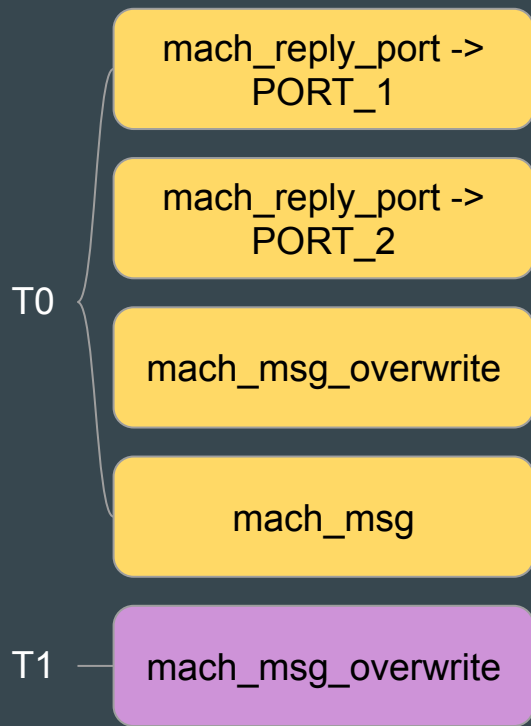 mach_reply_port ->
PORT_1
mach_reply_port ->
PORT_2
T0
mach_msg_overwrite
mach_msg
T1
mach_msg_overwrite